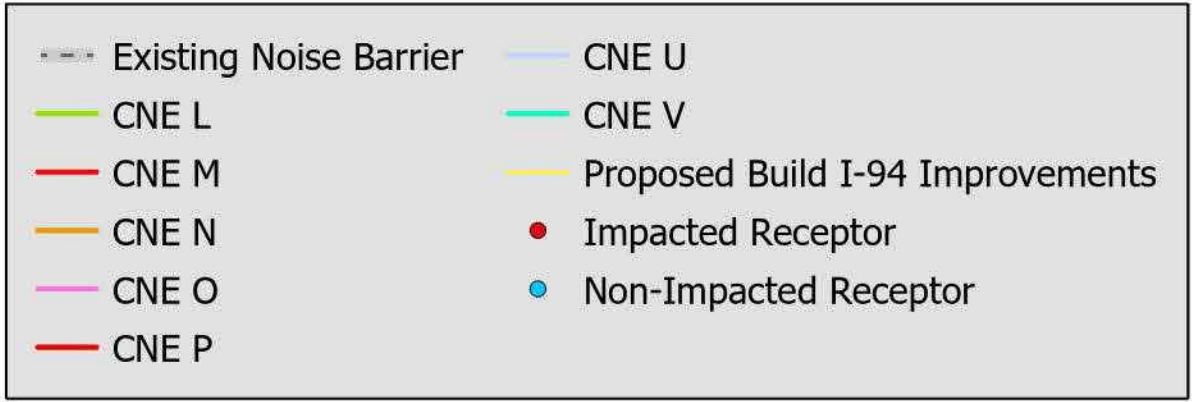 Existing Noise Barrier
CNE L
CNE M
CNE N
CNE O
CNE P
CNE U
CNE V
Proposed Build I-94 Improvements
Impacted Receptor
Non-Impacted Receptor